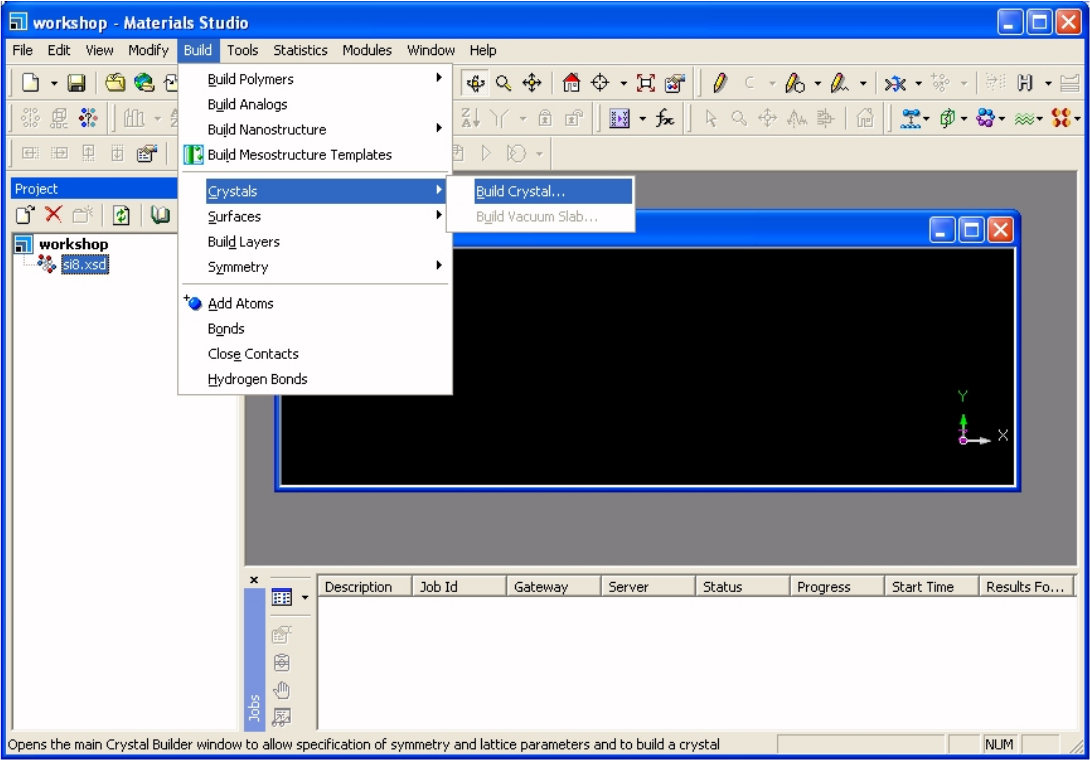 workshop - Materials Studio
File Edit View Modify Build Tools Statistics Modules Window Help
Build Polymers
Build Analogs
Build Nanostructure
Build Mesostructure Templates
Crystals
Surfaces
Build Layers
Symmetry
Add Atoms
Bonds
Close Contacts
Hydrogen Bonds
Build Crystal...
Build Vacuum Slab...
Project
workshop
si8.xsd
Y
X
Description Job Id Gateway Server Status Progress Start Time Results Fo...
Jobs
Opens the main Crystal Builder window to allow specification of symmetry and lattice parameters and to build a crystal NUM